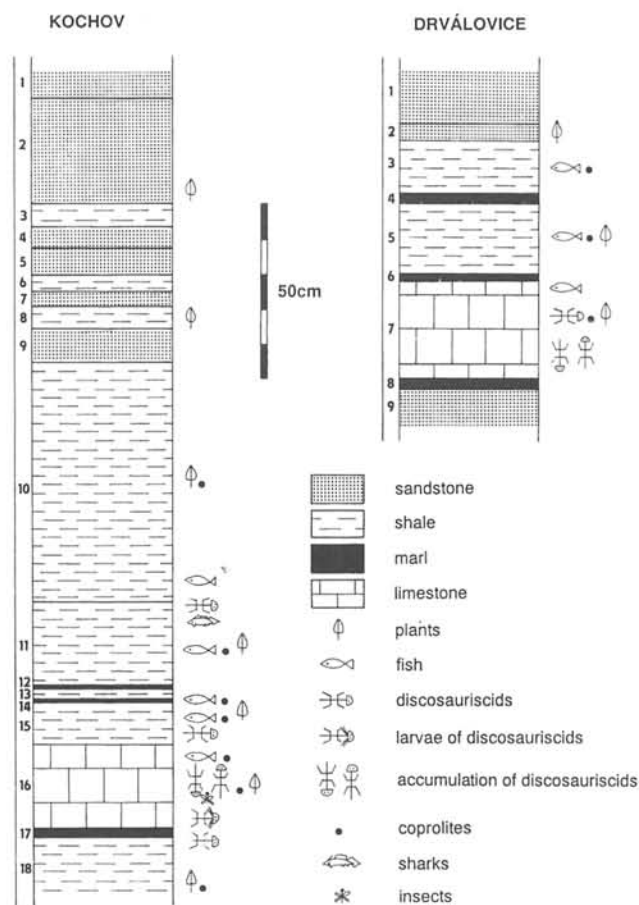 KOCHOV
1
2
3
4
5
6
7
8
9
10
11
12
13
14
15
16
17
18
50cm
DRVÁLOVICE
1
2
3
4
5
6
7
8
9
sandstone
shale
marl
limestone
plants
fish
discosauriscids
larvae of discosauriscids
accumulation of discosauriscids
coprolites
sharks
insects